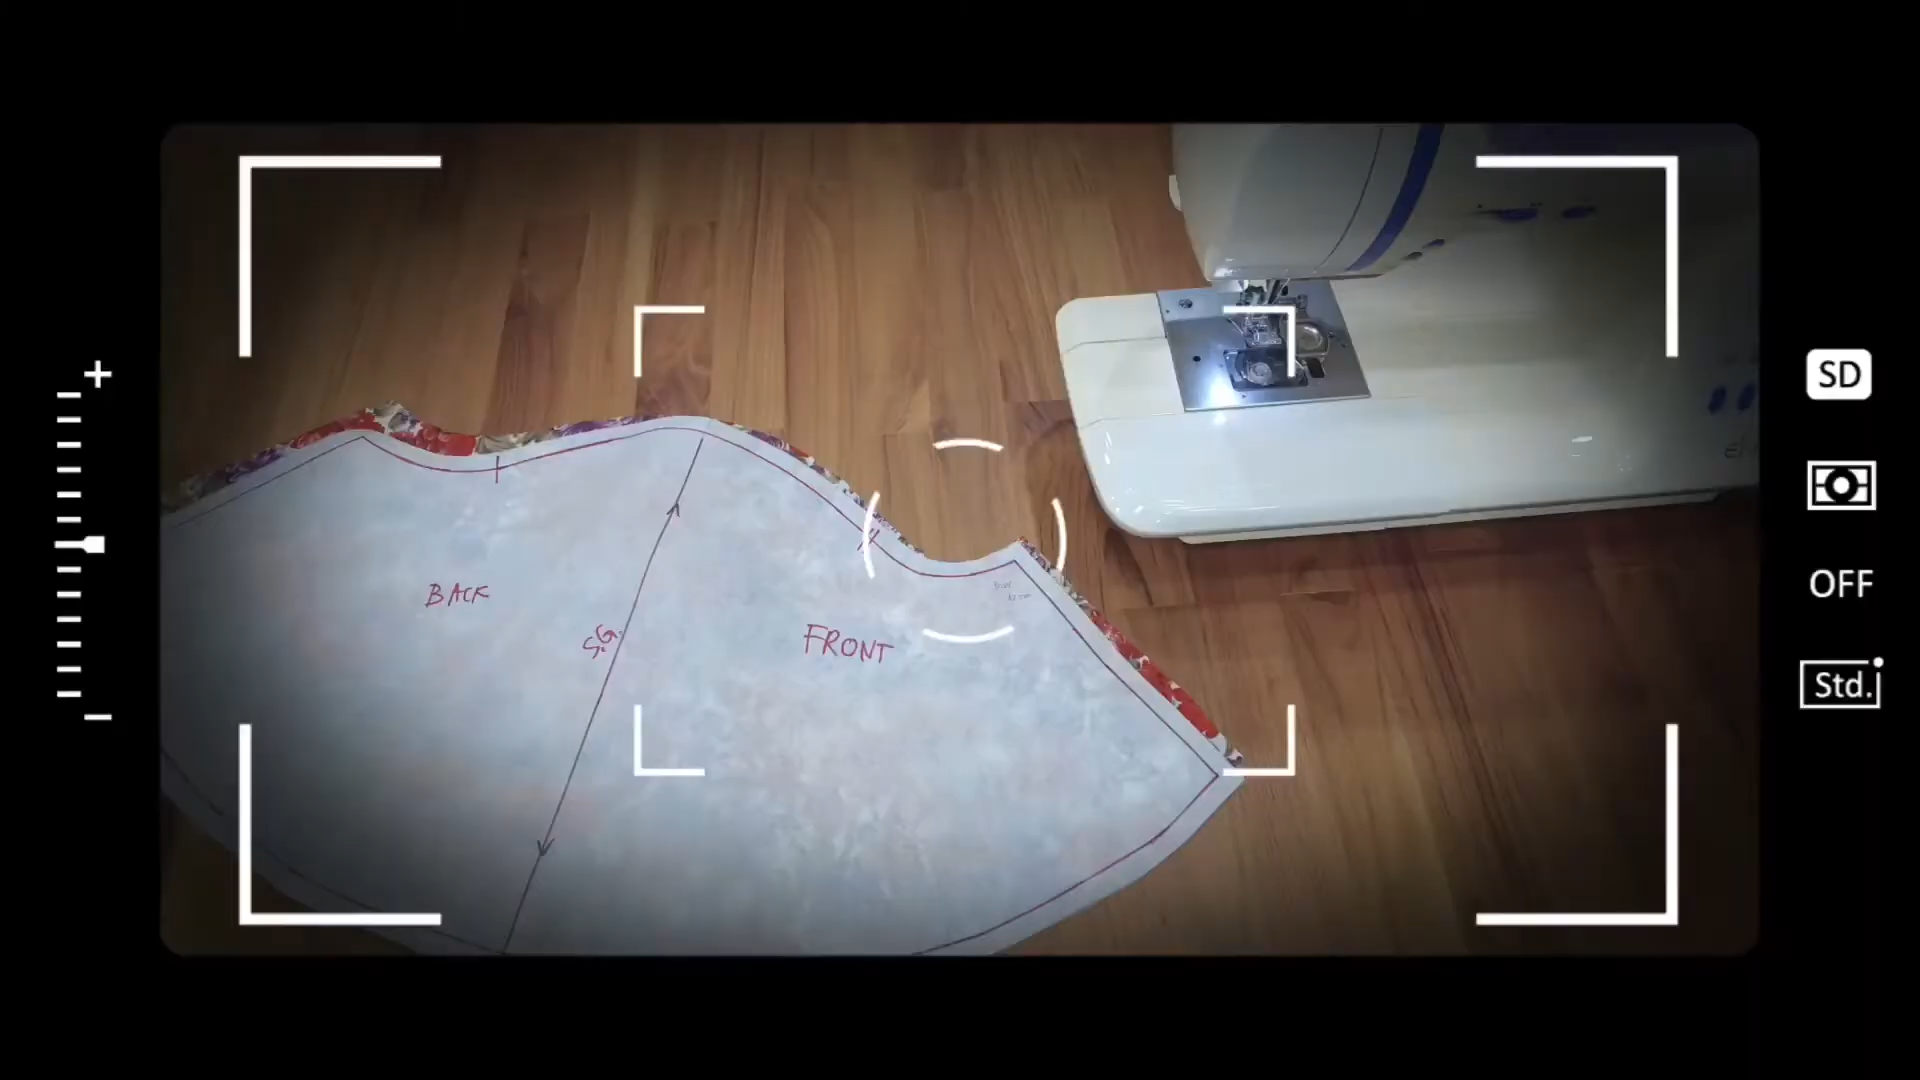 BACK
S.G.
FRONT
SD
OFF
Std.